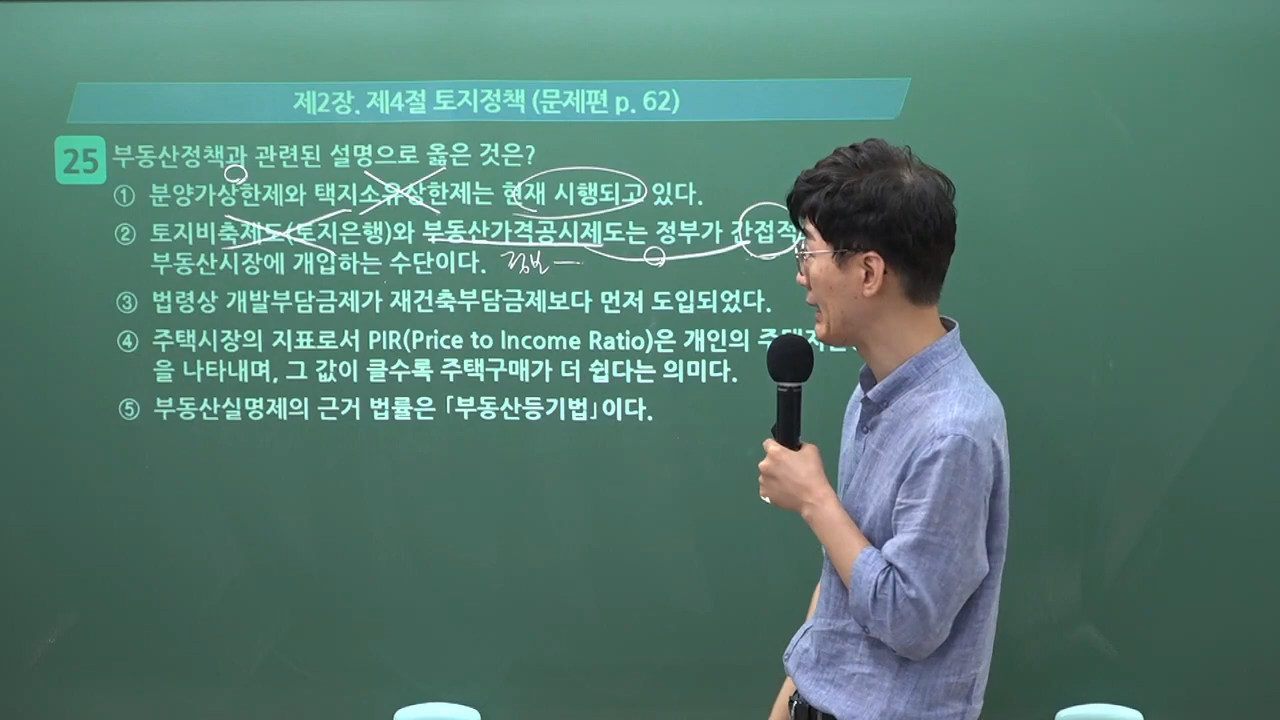 제2장. 제4절 토지정책 (문제편 p. 62)
25 부동산정책과 관련된 설명으로 옳은 것은?
① 분양가상한제와 택지소유상한제는 현재 시행되고 있다.
② 토지비축제도(토지은행)와 부동산가격공시제도는 정부가 간접적
부동산시장에 개입하는 수단이다.
③ 법령상 개발부담금제가 재건축부담금제보다 먼저 도입되었다.
④ 주택시장의 지표로서 PIR(Price to Income Ratio)은 개인의
을 나타내며, 그 값이 클수록 주택구매가 더 쉽다는 의미다.
⑤ 부동산실명제의 근거 법률은 「부동산등기법」이다.